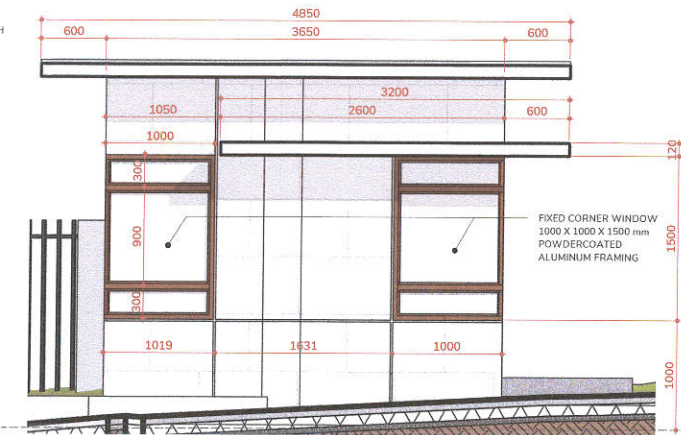 4850
600 3650 600
H
3200
1050 2600 600
1000
120
300
900
1500
300
FIXED CORNER WINDOW
1000 X 1000 X 1500 mm
POWDERCOATED
ALUMINUM FRAMING
1019 1631 1000
1000